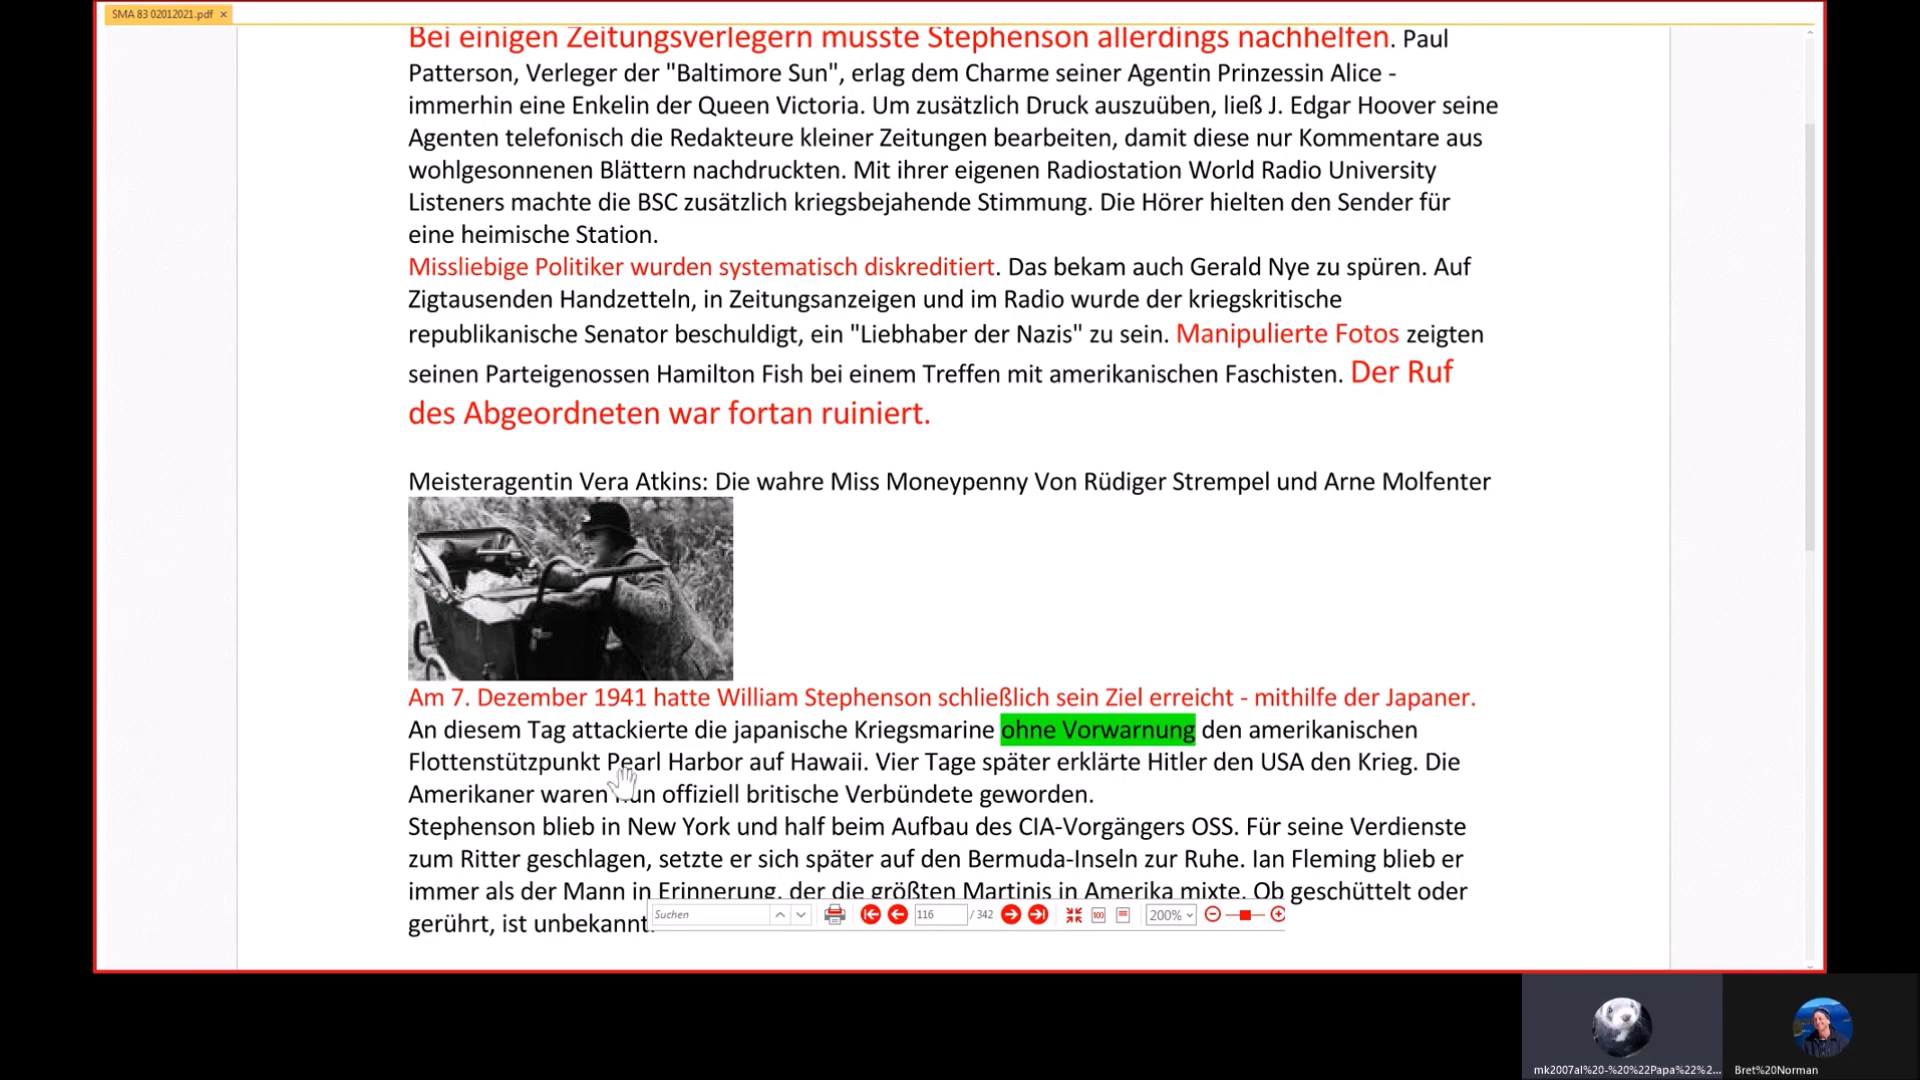 SMA 83 02012021.pdf ×
Bei einigen Zeitungsverlegern musste Stephenson allerdings nachhelfen. Paul
Patterson, Verleger der "Baltimore Sun", erlag dem Charme seiner Agentin Prinzessin Alice -
immerhin eine Enkelin der Queen Victoria. Um zusätzlich Druck auszuüben, ließ J. Edgar Hoover seine
Agenten telefonisch die Redakteure kleiner Zeitungen bearbeiten, damit diese nur Kommentare aus
wohlgesonnenen Blättern nachdruckten. Mit ihrer eigenen Radiostation World Radio University
Listeners machte die BSC zusätzlich kriegsbejahende Stimmung. Die Hörer hielten den Sender für
eine heimische Station.
Missliebige Politiker wurden systematisch diskreditiert. Das bekam auch Gerald Nye zu spüren. Auf
Zigtausenden Handzetteln, in Zeitungsanzeigen und im Radio wurde der kriegskritische
republikanische Senator beschuldigt, ein "Liebhaber der Nazis" zu sein. Manipulierte Fotos zeigten
seinen Parteigenossen Hamilton Fish bei einem Treffen mit amerikanischen Faschisten. Der Ruf
des Abgeordneten war fortan ruiniert.
Meisteragentin Vera Atkins: Die wahre Miss Moneypenny Von Rüdiger Strempel und Arne Molfenter
Am 7. Dezember 1941 hatte William Stephenson schließlich sein Ziel erreicht - mithilfe der Japaner.
An diesem Tag attackierte die japanische Kriegsmarine ohne Vorwarnung den amerikanischen
Flottenstützpunkt Pearl Harbor auf Hawaii. Vier Tage später erklärte Hitler den USA den Krieg. Die
Amerikaner waren nun offiziell britische Verbündete geworden.
Stephenson blieb in New York und half beim Aufbau des CIA-Vorgängers OSS. Für seine Verdienste
zum Ritter geschlagen, setzte er sich später auf den Bermuda-Inseln zur Ruhe. Ian Fleming blieb er
immer als der Mann in Erinnerung, der die größten Martinis in Amerika mixte. Ob geschüttelt oder
gerührt, ist unbekannt.
Suchen 116 / 342 100 200%
mk2007al%20-%20%22Papa%22%2...
Bret%20Norman